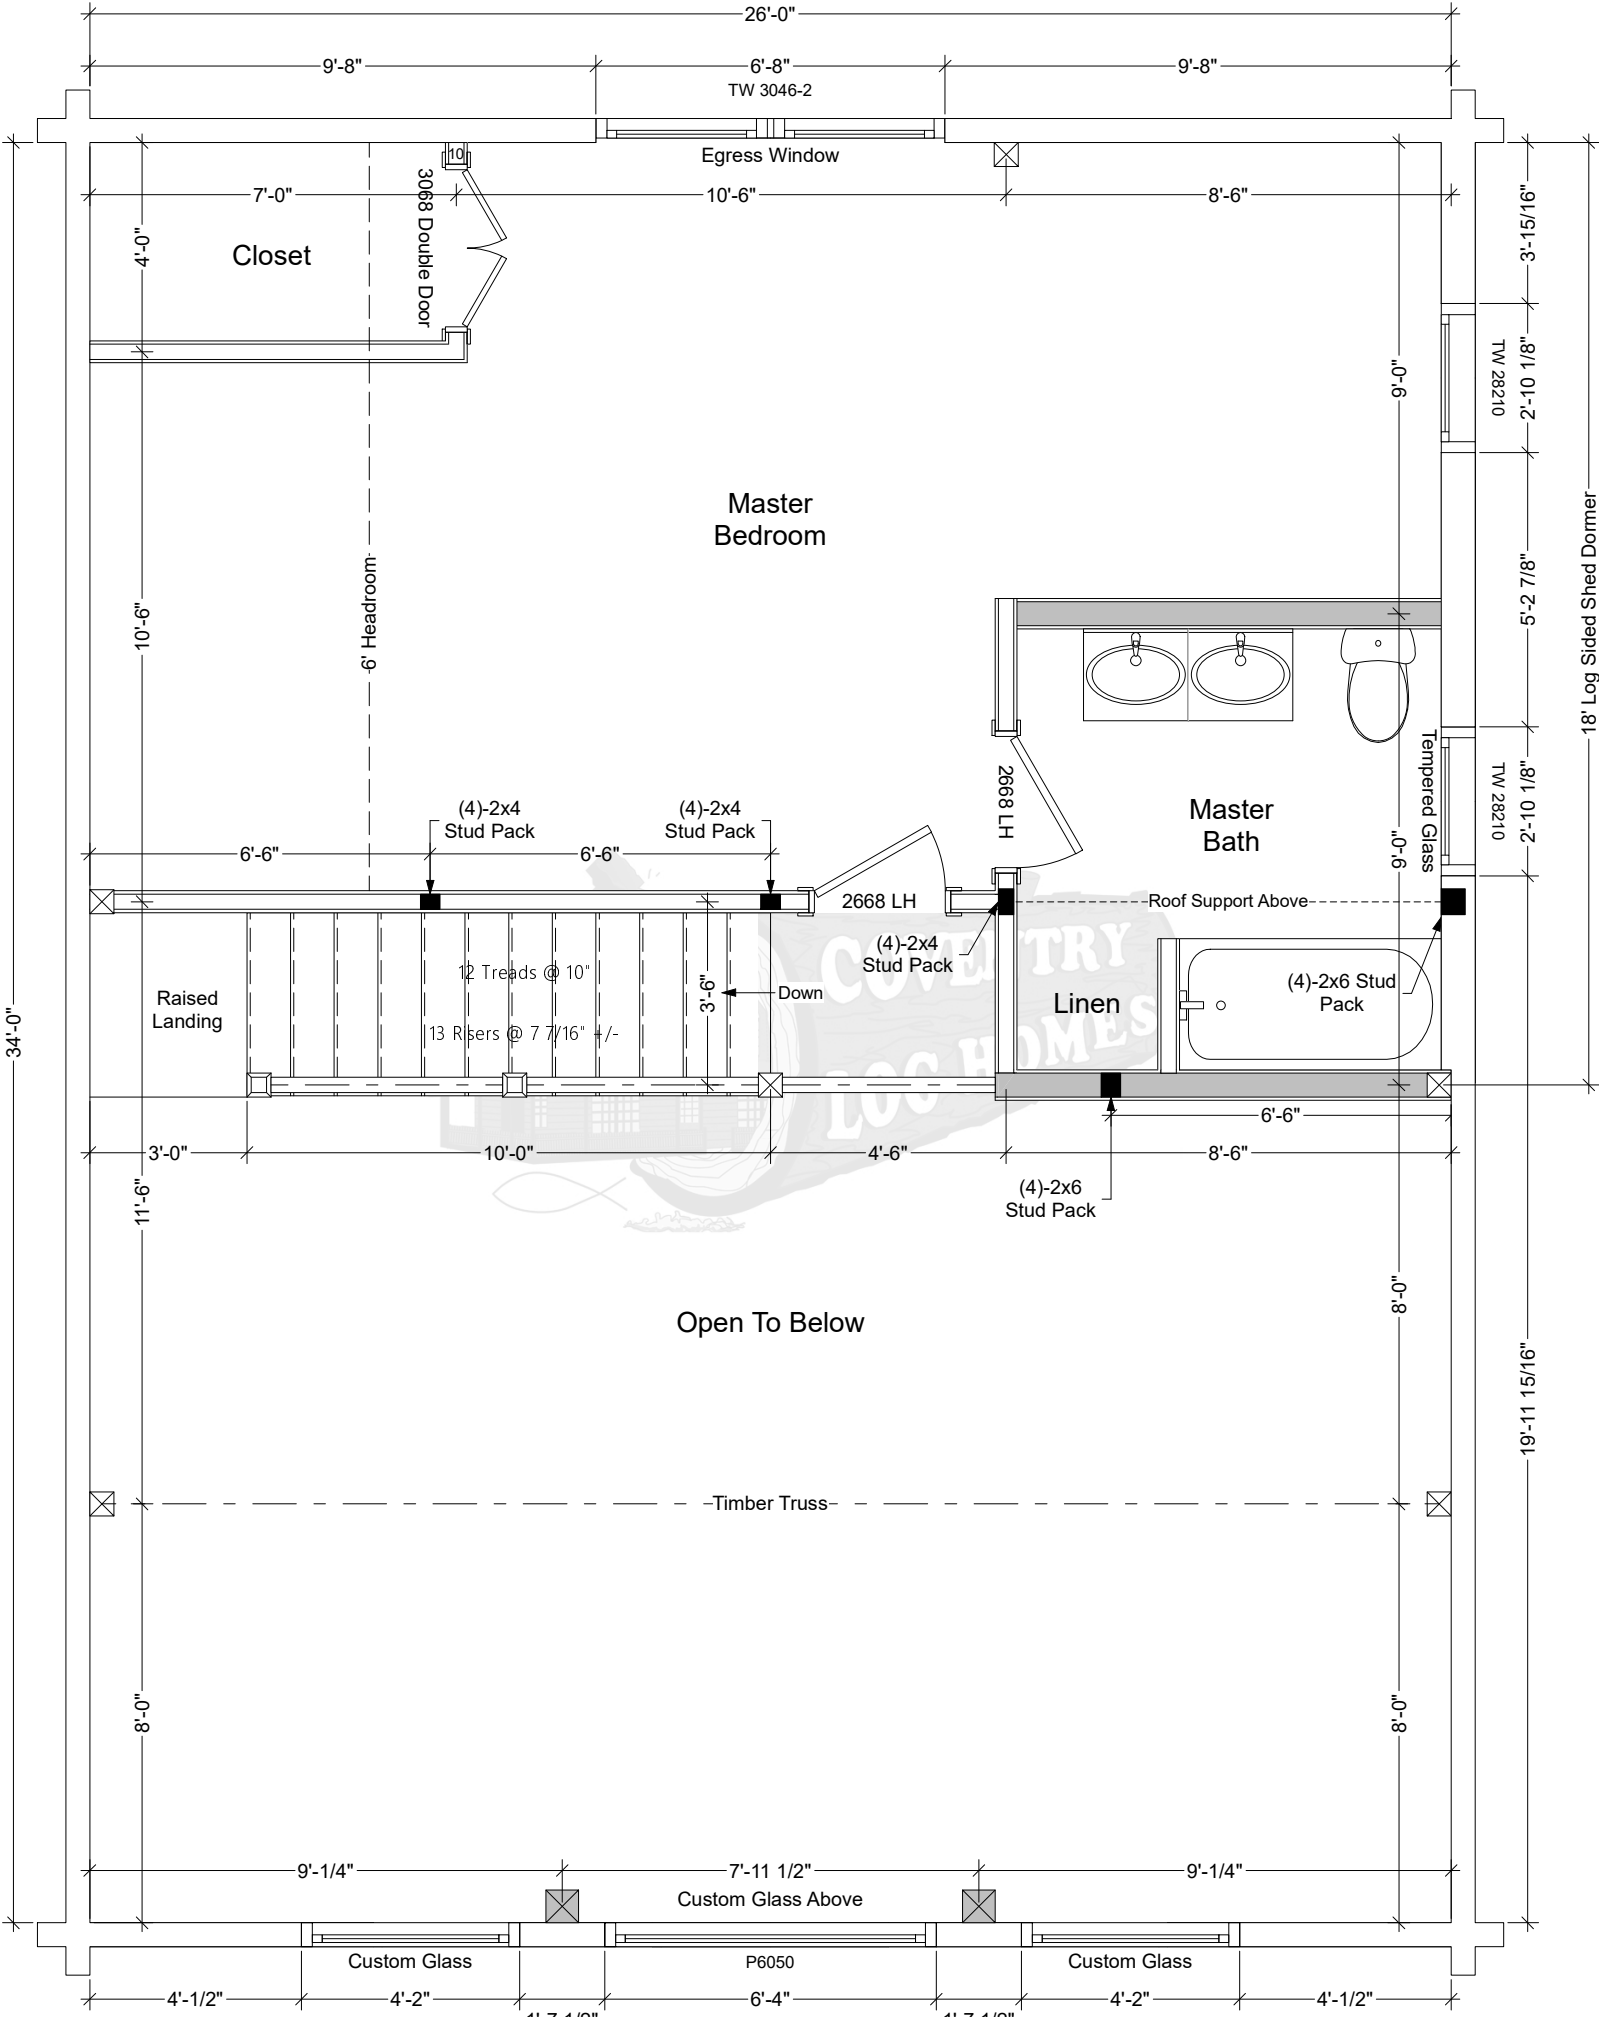 26'-0"
9'-8"
6'-8"
9'-8"
TW 3046-2
Egress Window
10
7'-0"
10'-6"
8'-6"
3068 Double Door
4'-0"
Closet
3'-15/16"
2'-10 1/8"
TW 28210
9'-0"
18' Log Sided Shed Dormer
Master
Bedroom
6' Headroom
10'-6"
5'-2 7/8"
Tempered Glass
TW 28210
2'-10 1/8"
2668 LH
Master
Bath
(4)-2x4
Stud Pack
(4)-2x4
Stud Pack
6'-6"
6'-6"
9'-0"
2668 LH
Roof Support Above
(4)-2x4
Stud Pack
COVENTRY
LOG HOMES
12 Treads @ 10"
13 Risers @ 7 7/16" +/-
3'-6"
Down
Raised
Landing
Linen
(4)-2x6 Stud
Pack
34'-0"
6'-6"
3'-0"
10'-0"
4'-6"
8'-6"
(4)-2x6
Stud Pack
11'-6"
Open To Below
8'-0"
19'-11 15/16"
Timber Truss
8'-0"
8'-0"
9'-1/4"
7'-11 1/2"
9'-1/4"
Custom Glass Above
Custom Glass
P6050
Custom Glass
4'-1/2"
4'-2"
6'-4"
4'-2"
4'-1/2"